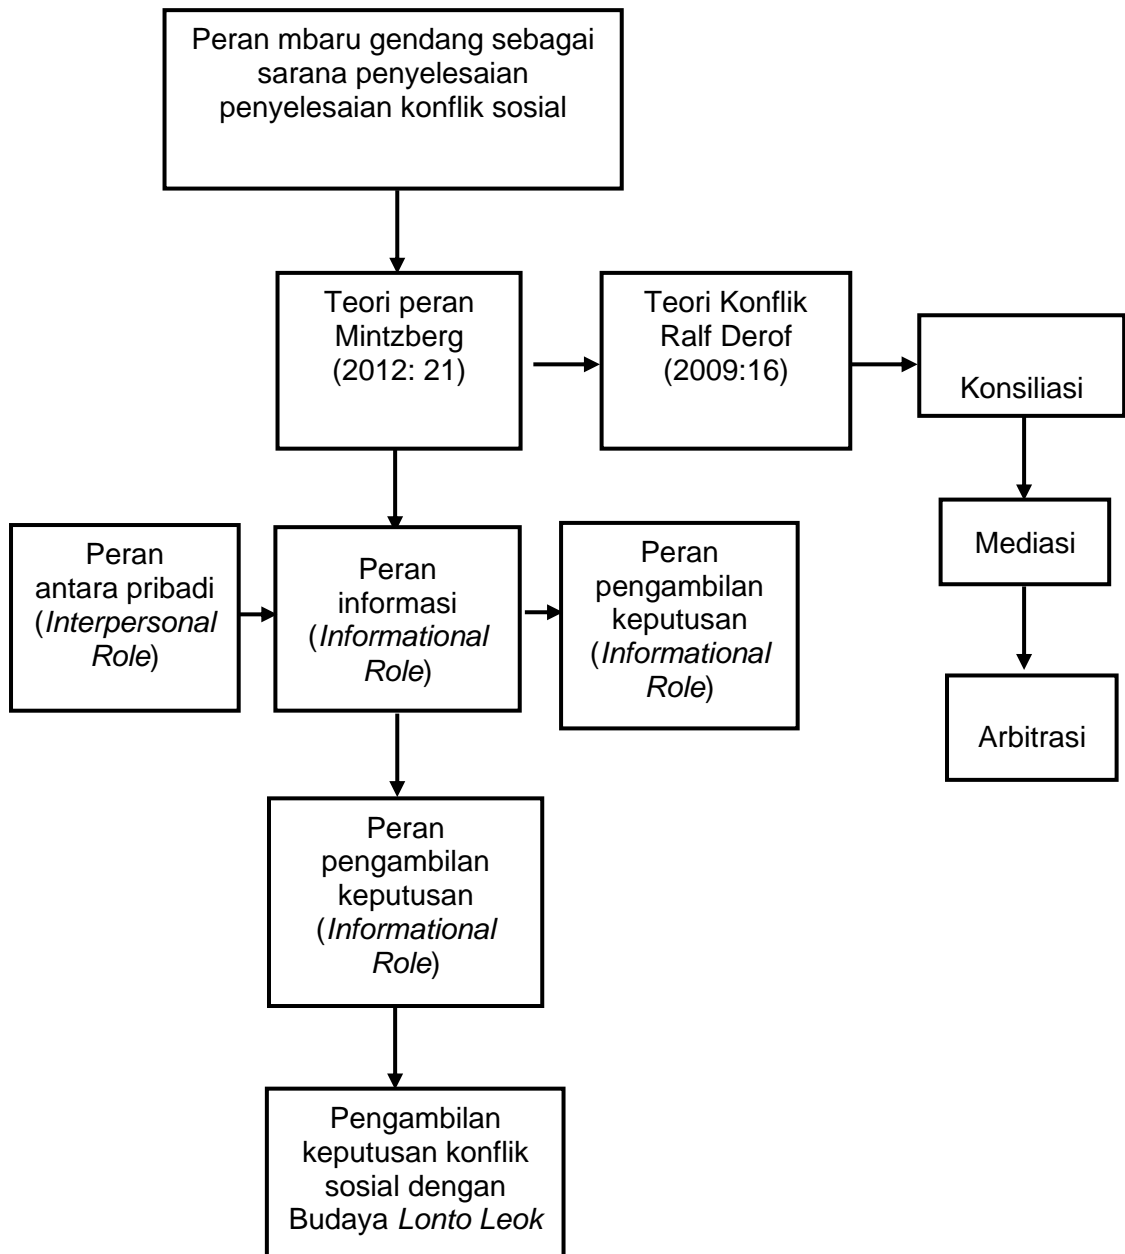 Peran mbaru gendang sebagai
sarana penyelesaian
penyelesaian konflik sosial
Teori peran
Mintzberg
(2012: 21)
Teori Konflik
Ralf Derof
(2009:16)
Konsiliasi
Mediasi
Arbitrasi
Peran
antara pribadi
(Interpersonal
Role)
Peran
informasi
(Informational
Role)
Peran
pengambilan
keputusan
(Informational
Role)
Peran
pengambilan
keputusan
(Informational
Role)
Pengambilan
keputusan konflik
sosial dengan
Budaya Lonto Leok